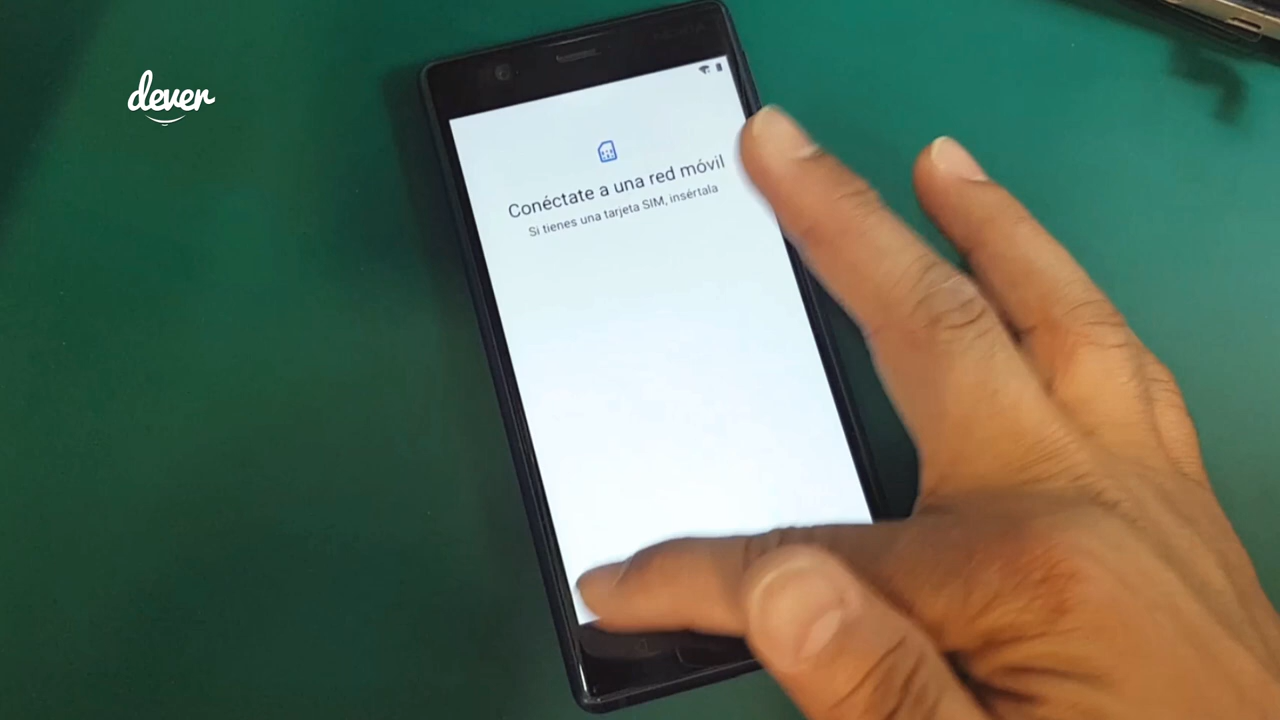 dever
Conéctate a una red móvil
Si tienes una tarjeta SIM, insértala